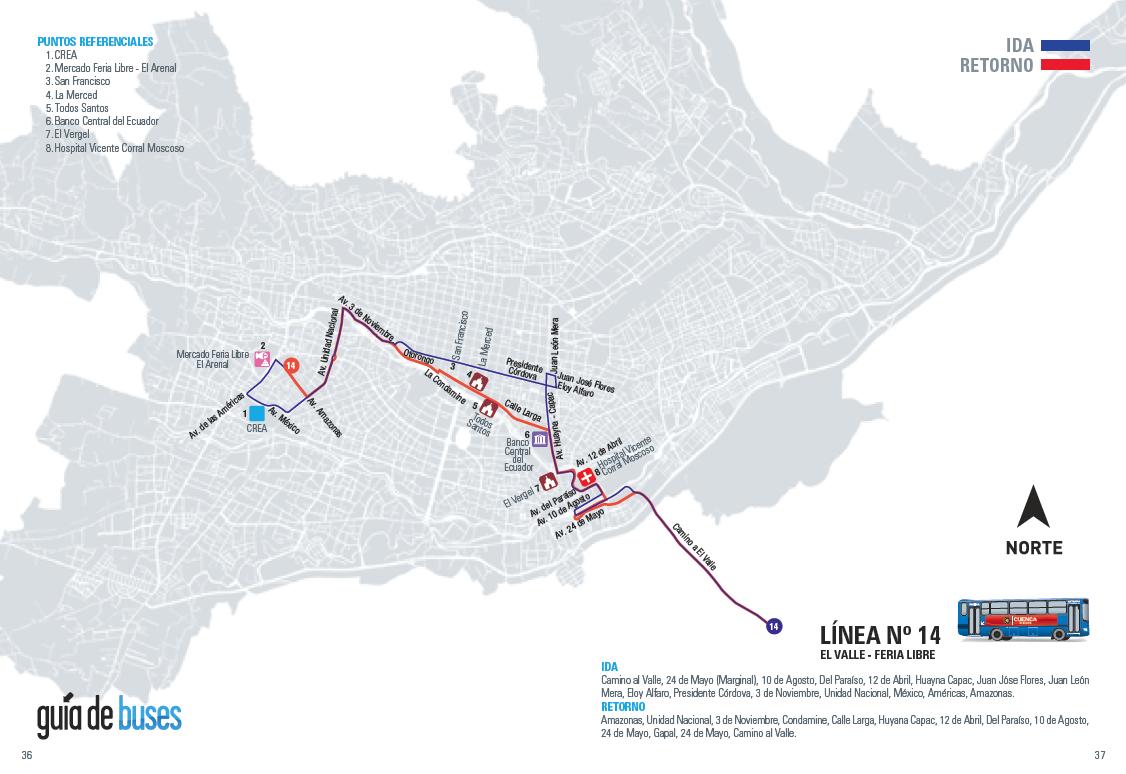 PUNTOS REFERENCIALES
1. CREA
2. Mercado Feria Libre - El Arenal
3. San Francisco
4. La Merced
5. Todos Santos
6. Banco Central del Ecuador
7. El Vergel
8. Hospital Vicente Corral Moscoso
IDA
RETORNO
Av. 3 de Noviembre
Av. Unidad Nacional
San Francisco
La Merced
Juan León Mera
2
Mercado Feria Libre
El Arenal
14
Otorongo
3
Presidente
Córdova
Juan José Flores
Eloy Alfaro
4
La Condamine
Av. de las Américas
1
CREA
Av. México
Av. Amazonas
5
Todos
Santos
Calle Larga
Av. Huayna - Capac
6
Banco
Central
del
Ecuador
Av. 12 de Abril
8
Hospital Vicente
Corral Moscoso
El Vergel 7
Av. del Paraíso
Av. 10 de Agosto
Av. 24 de Mayo
Camino a El Valle
14
NORTE
CUENCA
LÍNEA Nº 14
EL VALLE - FERIA LIBRE
IDA
Camino al Valle, 24 de Mayo (Marginal), 10 de Agosto, Del Paraíso, 12 de Abril, Huayna Capac, Juan Jóse Flores, Juan León
Mera, Eloy Alfaro, Presidente Córdova, 3 de Noviembre, Unidad Nacional, México, Américas, Amazonas.
RETORNO
Amazonas, Unidad Nacional, 3 de Noviembre, Condamine, Calle Larga, Huyana Capac, 12 de Abril, Del Paraíso, 10 de Agosto,
24 de Mayo, Gapal, 24 de Mayo, Camino al Valle.
guía de buses
36
37